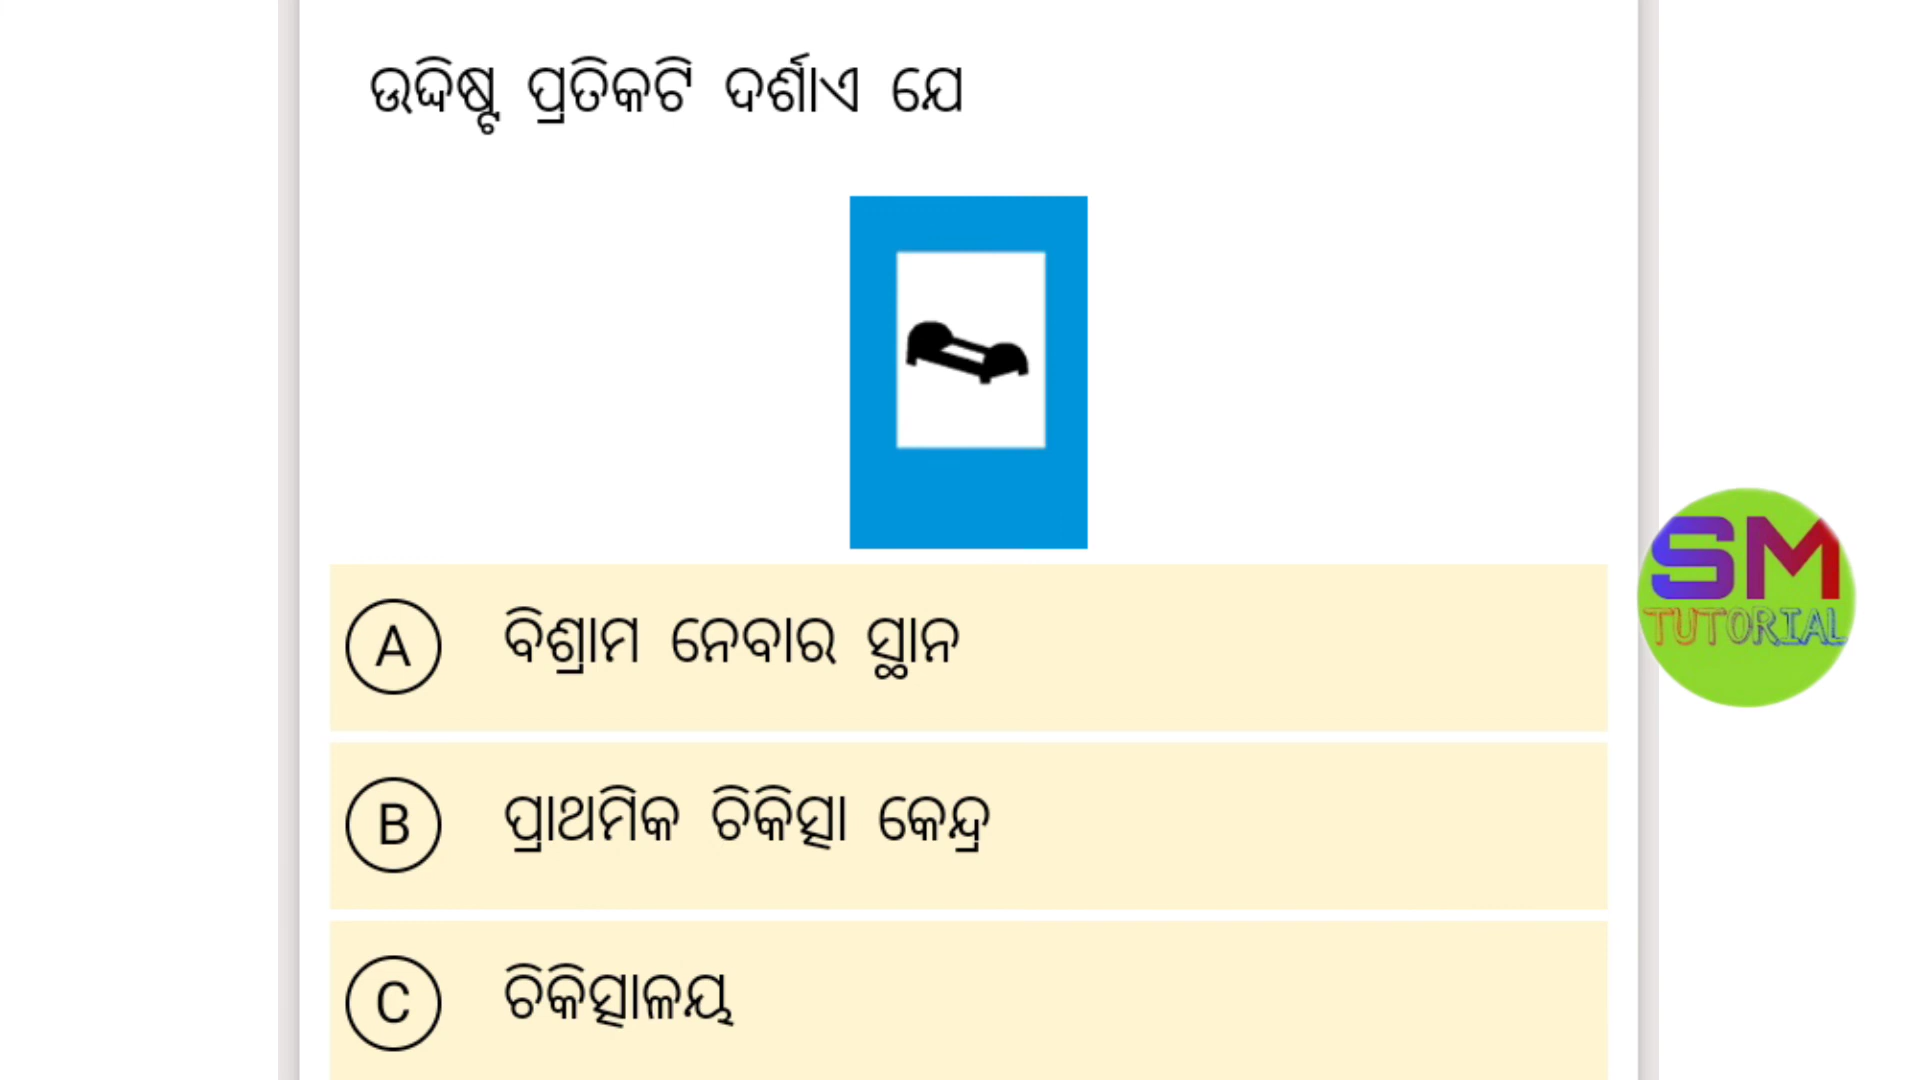 ଉଦ୍ଦିଷ୍ଟ ପ୍ରତିକଟି ଦର୍ଶାଏ ଯେ
A ବିଶ୍ରାମ ନେବାର ସ୍ଥାନ
SM
TUTORIAL
B ପ୍ରାଥମିକ ଚିକିତ୍ସା କେନ୍ଦ୍ର
C ଚିକିତ୍ସାଳୟ